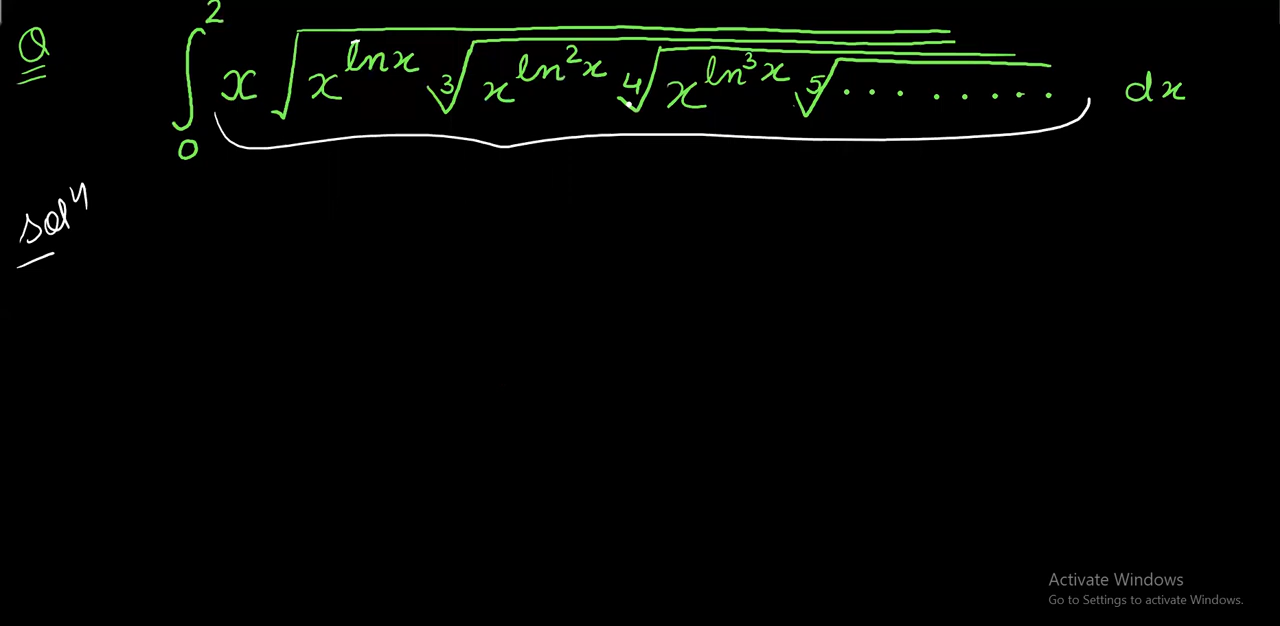 Q ∫₀² x √(x^(ln x) ∛(x^(ln²x) ∜(x^(ln³x) ⁵√(.........)))) dx
solⁿ
Activate Windows
Go to Settings to activate Windows.